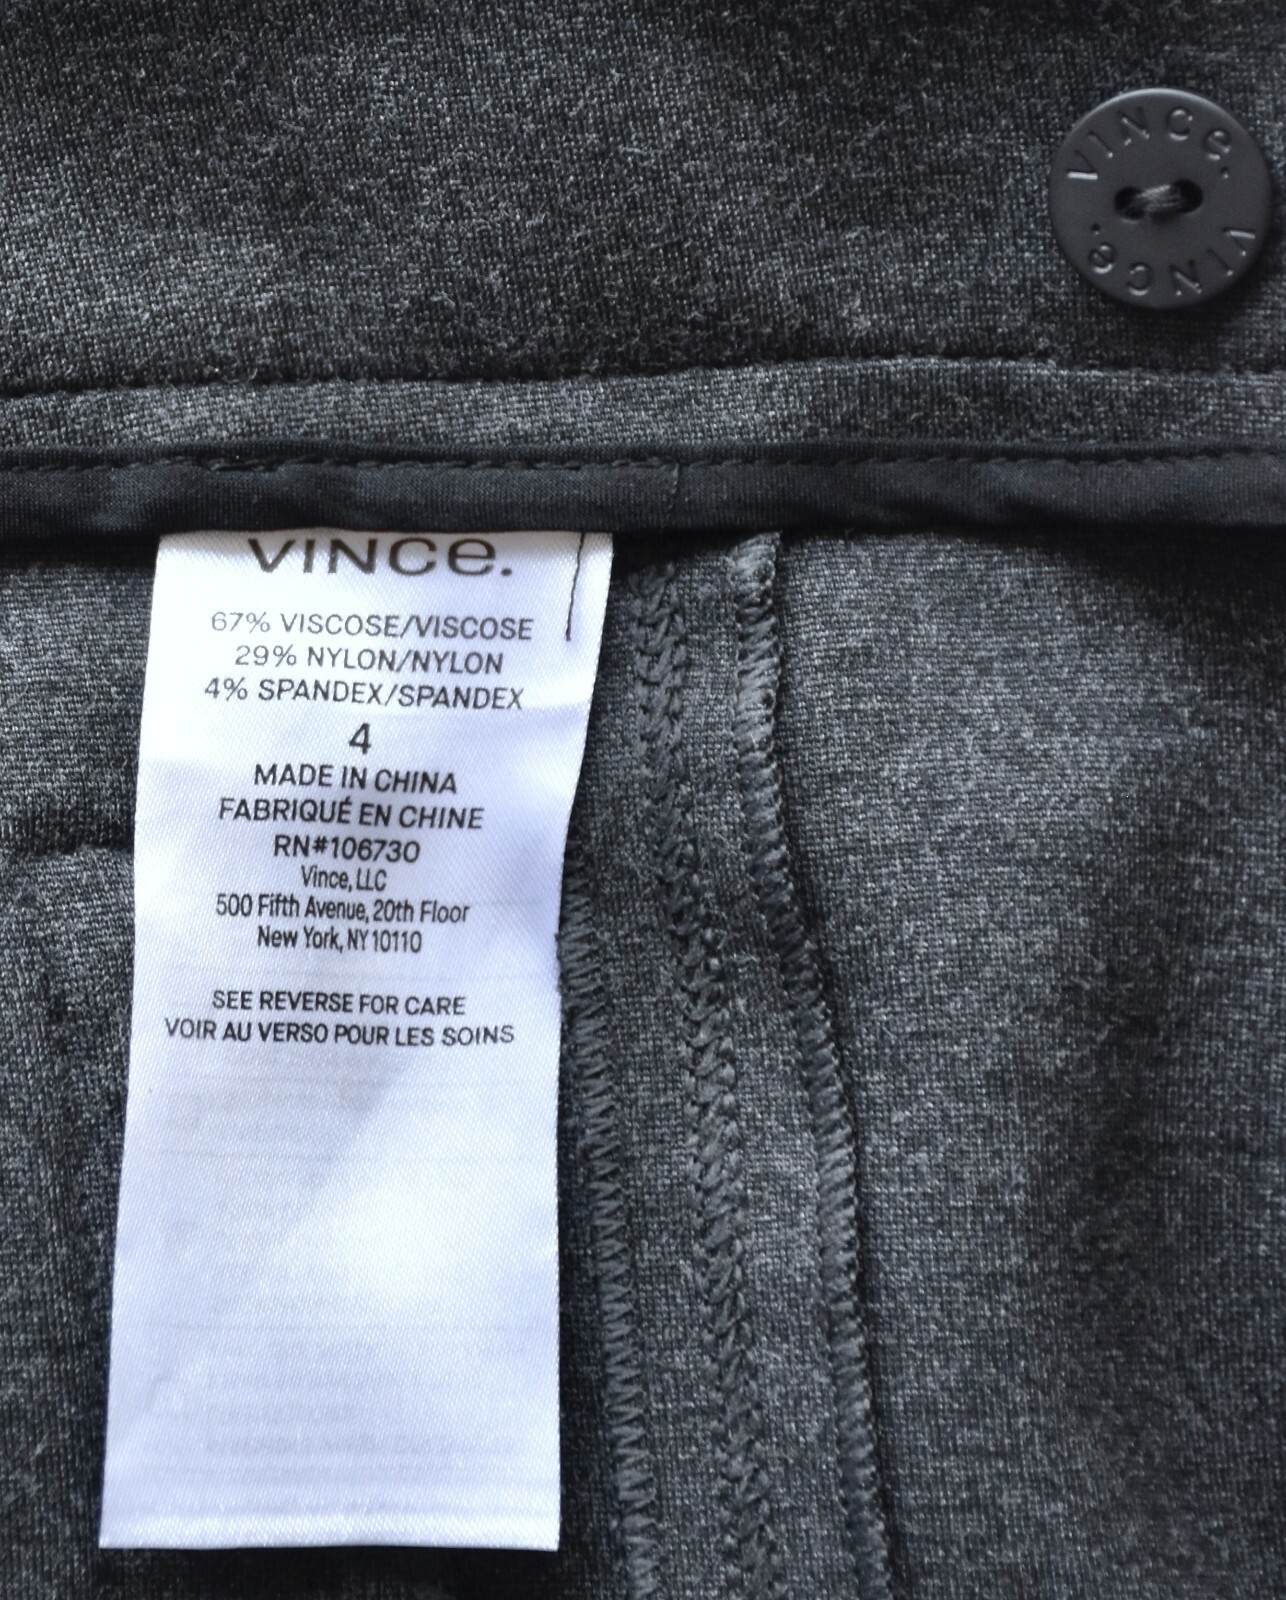 VINCe.
VINCe.
VINCe.
67% VISCOSE/VISCOSE
29% NYLON/NYLON
4% SPANDEX/SPANDEX
4
MADE IN CHINA
FABRIQUÉ EN CHINE
RN#106730
Vince, LLC
500 Fifth Avenue, 20th Floor
New York, NY 10110
SEE REVERSE FOR CARE
VOIR AU VERSO POUR LES SOINS